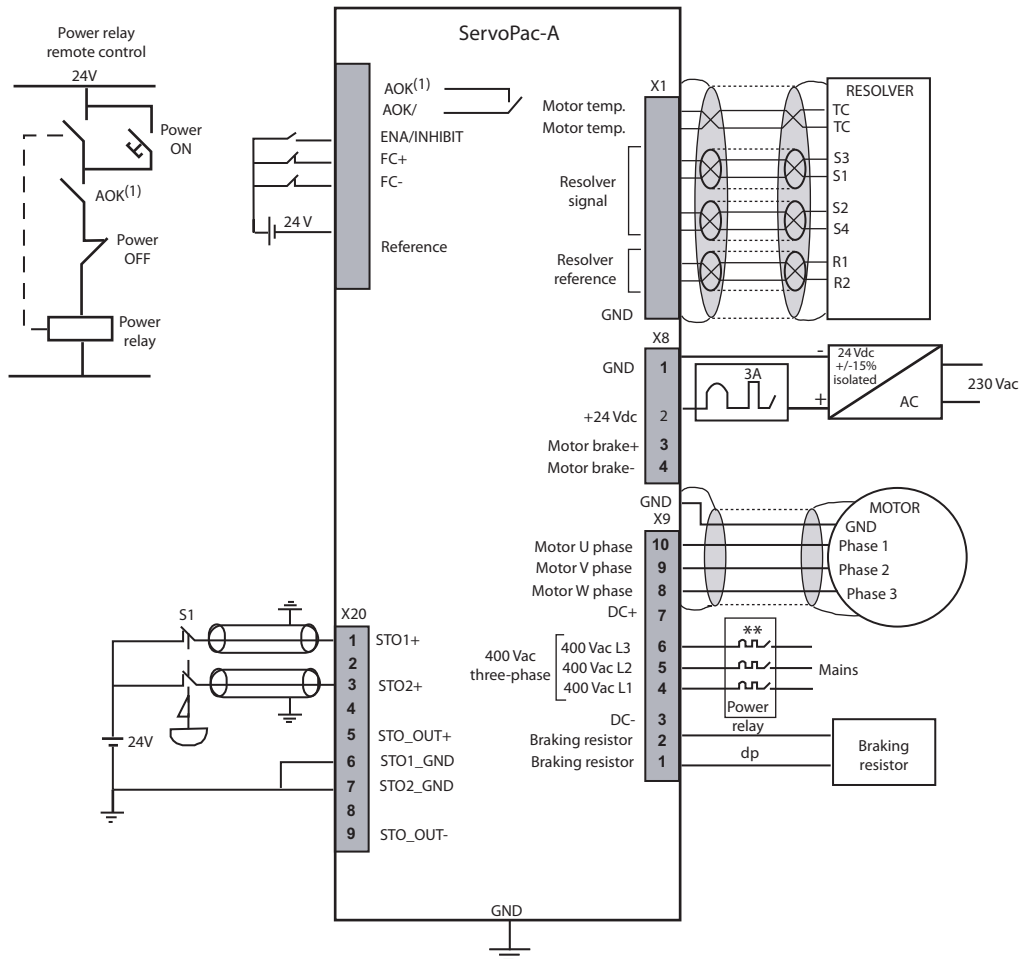 ServoPac-A
Power relay
remote control
24V
Power
ON
AOK(1)
Power
OFF
Power
relay
AOK(1)
AOK/
ENA/INHIBIT
FC+
FC-
24 V
Reference
X1
Motor temp.
Motor temp.
Resolver
signal
Resolver
reference
GND
RESOLVER
TC
TC
S3
S1
S2
S4
R1
R2
X8
GND
1
+24 Vdc
2
Motor brake+
3
Motor brake-
4
3A
-
+
24 Vdc
+/-15%
isolated
AC
230 Vac
GND
X9
Motor U phase
10
Motor V phase
9
Motor W phase
8
DC+
7
400 Vac
three-phase
400 Vac L3
6
400 Vac L2
5
400 Vac L1
4
DC-
3
Braking resistor
2
Braking resistor
1
MOTOR
GND
Phase 1
Phase 2
Phase 3
**
Power
relay
Mains
dp
Braking
resistor
S1
24V
X20
1 STO1+
2
3 STO2+
4
5 STO_OUT+
6 STO1_GND
7 STO2_GND
8
9 STO_OUT-
GND